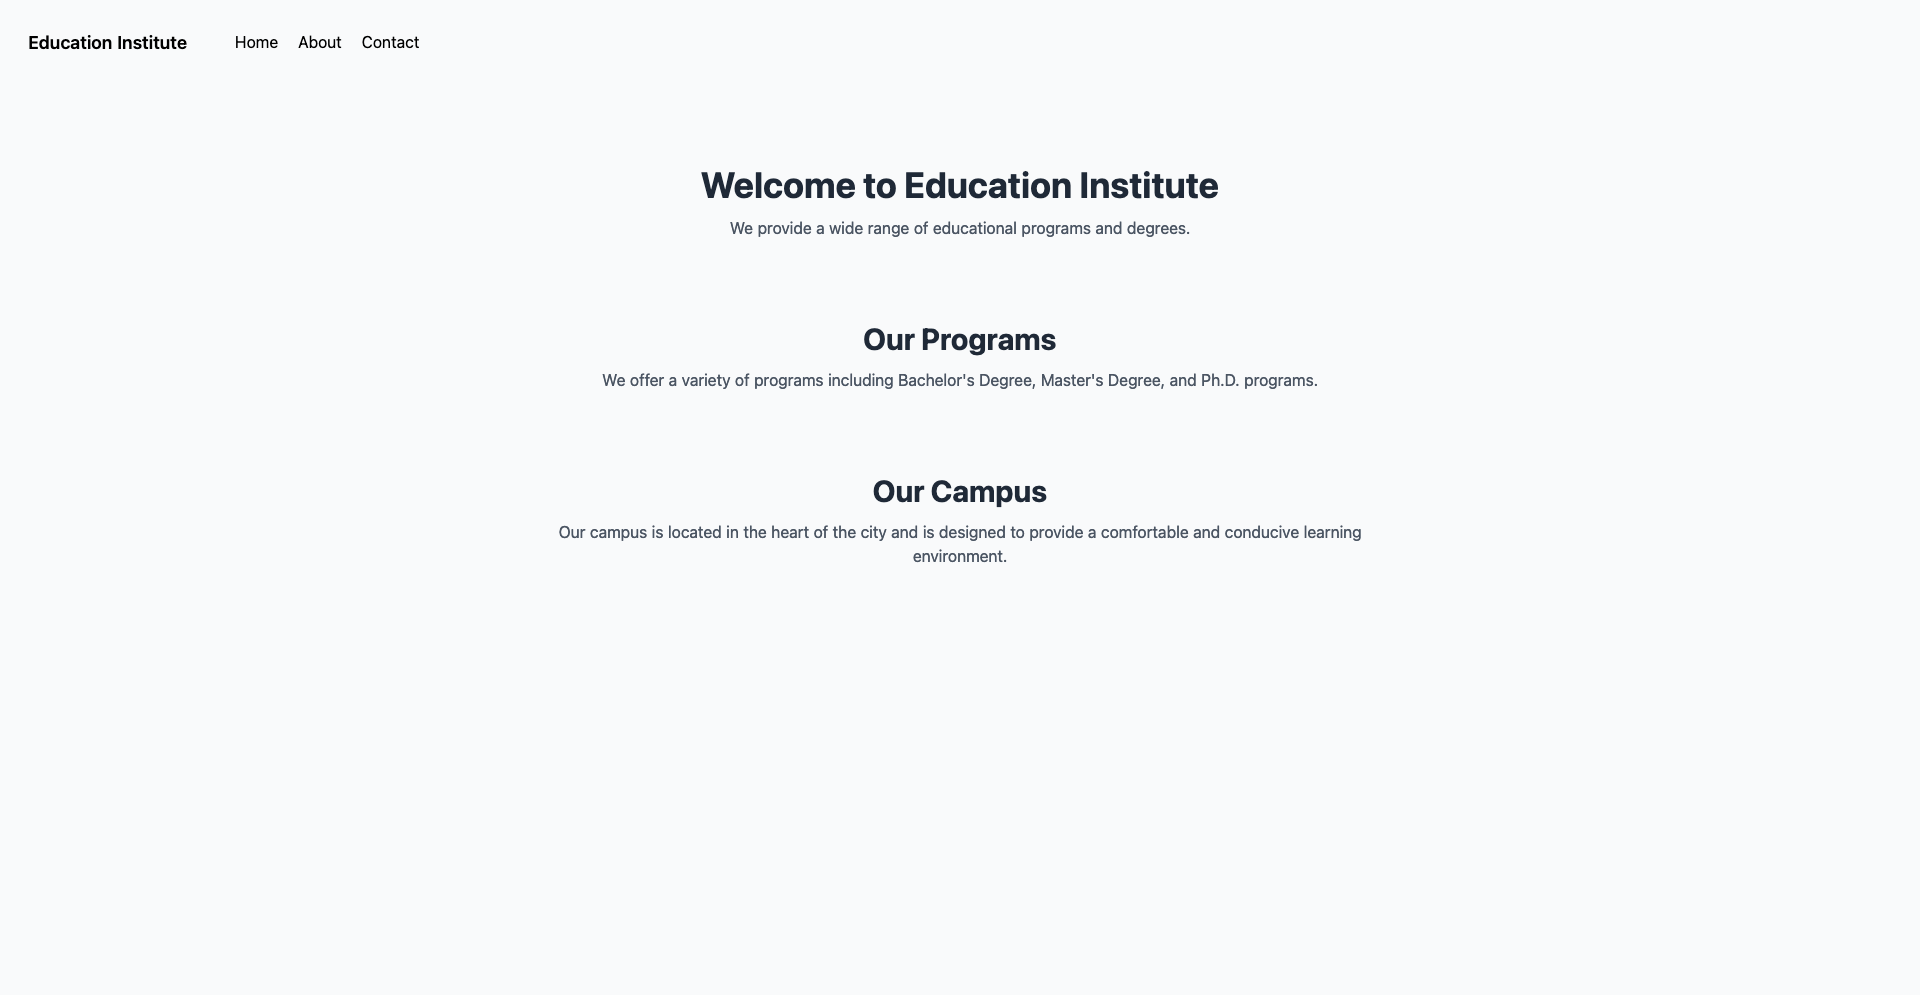 Education Institute Home About Contact
Welcome to Education Institute
We provide a wide range of educational programs and degrees.
Our Programs
We offer a variety of programs including Bachelor's Degree, Master's Degree, and Ph.D. programs.
Our Campus
Our campus is located in the heart of the city and is designed to provide a comfortable and conducive learning
environment.